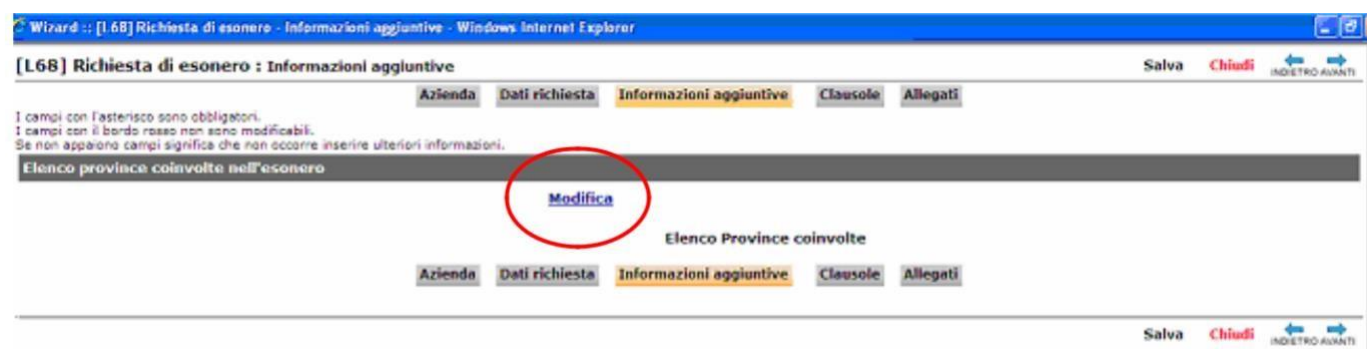 Wizard :: [L68] Richiesta di esonero - Informazioni aggiuntive - Windows Internet Explorer
[L68] Richiesta di esonero : Informazioni aggiuntive
Salva Chiudi INDIETRO AVANTI
Azienda Dati richiesta Informazioni aggiuntive Clausole Allegati
I campi con l'asterisco sono obbligatori.
I campi con il bordo rosso non sono modificabili.
Se non appaiono campi significa che non occorre inserire ulteriori informazioni.
Elenco province coinvolte nell'esonero
Modifica
Elenco Province coinvolte
Azienda Dati richiesta Informazioni aggiuntive Clausole Allegati
Salva Chiudi INDIETRO AVANTI